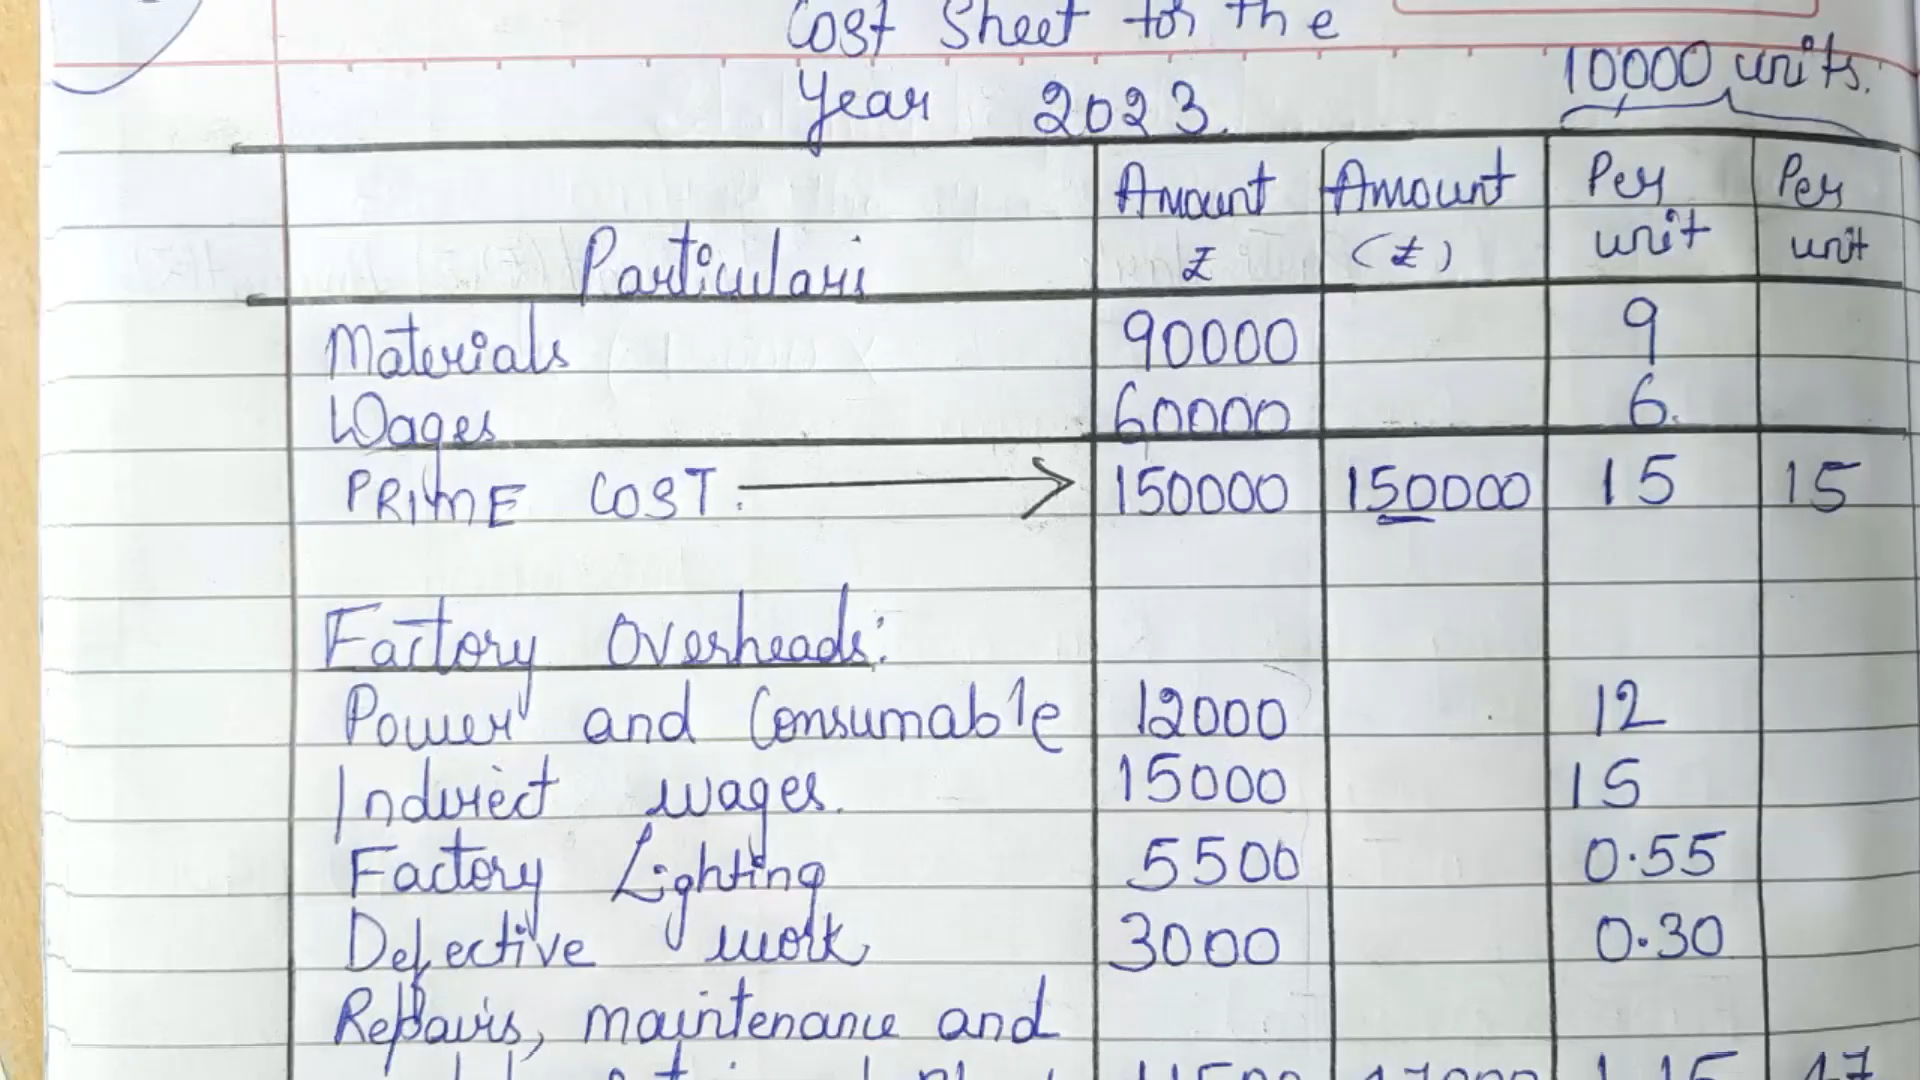 Cost Sheet for the
Year 2023.
10000 units.
Particulars Amount ₹ Amount (₹) Per unit Per unit
Materials 90000 9
Wages 60000 6.
PRIME COST. → 150000 150000 15 15
Factory Overheads:
Power and Consumable 12000 12
Indirect wages. 15000 15
Factory Lighting 5500 0.55
Defective work 3000 0.30
Repairs, maintenance and